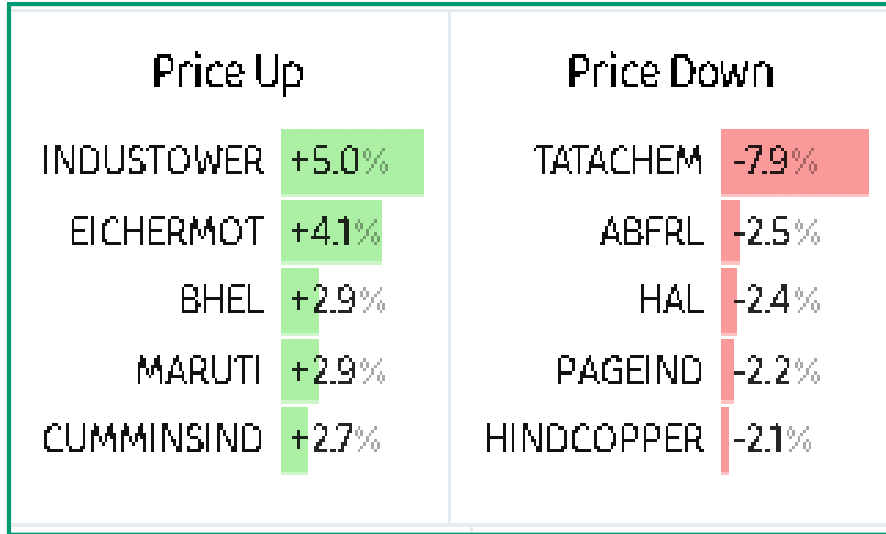 Price Up
INDUSTOWER +5.0%
EICHERMOT +4.1%
BHEL +2.9%
MARUTI +2.9%
CUMMINSIND +2.7%
Price Down
TATACHEM -7.9%
ABFRL -2.5%
HAL -2.4%
PAGEIND -2.2%
HINDCOPPER -2.1%